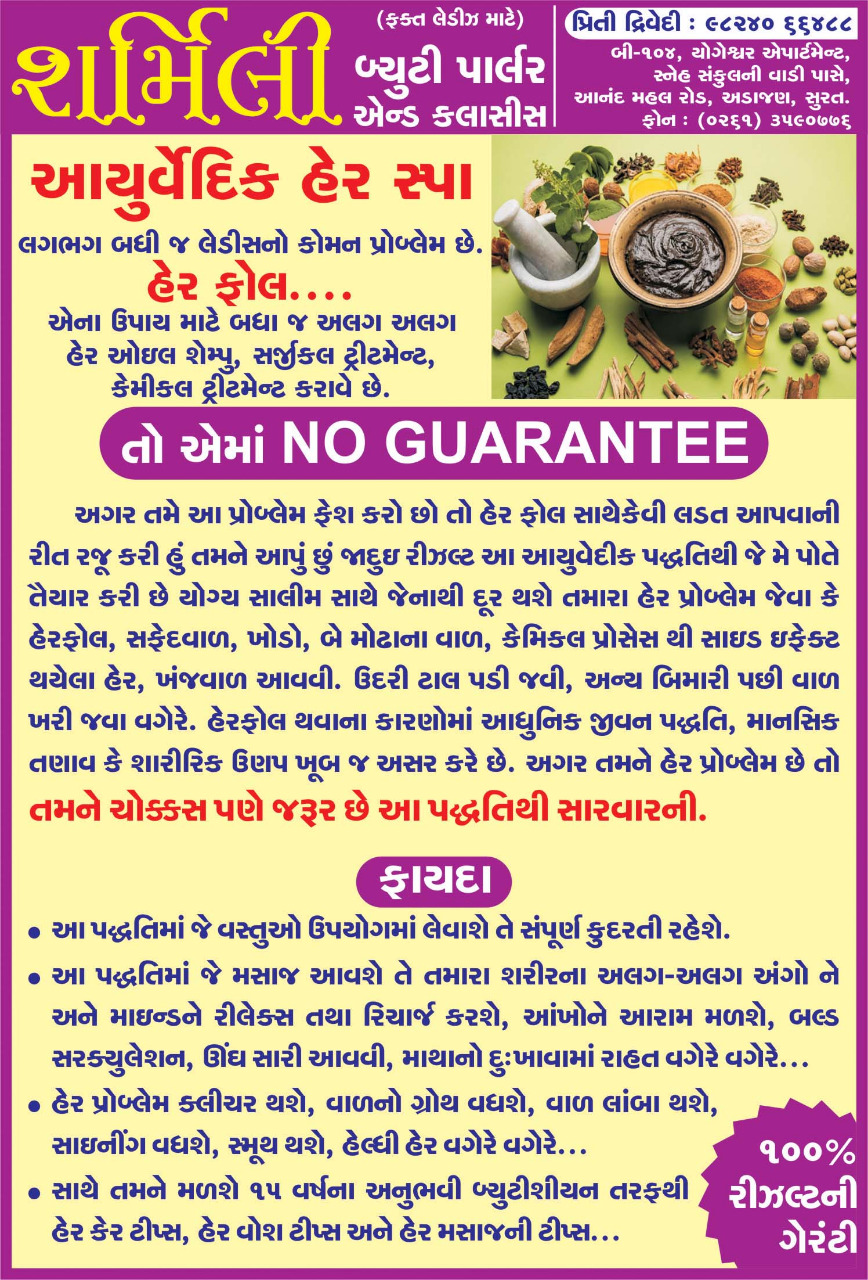 શર્મિલી
(ફક્ત લેડીઝ માટે)
બ્યુટી પાર્લર
એન્ડ કલાસીસ
પ્રિતી દ્રિવેદી : ૯૮૨૪૦ ૬૬૪૮૮
બી-૧૦૪, યોગેશ્વર એપાર્ટમેન્ટ,
સ્નેહ સંકુલની વાડી પાસે,
આનંદ મહલ રોડ, અડાજણ, સુરત.
ફોન : (૦૨૬૧) ૩૫૯૦૭૭૬
આયુર્વેદિક હેર સ્પા
લગભગ બધી જ લેડીસનો કોમન પ્રોબ્લેમ છે.
હેર ફોલ....
એના ઉપાય માટે બધા જ અલગ અલગ
હેર ઓઇલ શેમ્પુ, સર્જીકલ ટ્રીટમેન્ટ,
કેમીકલ ટ્રીટમેન્ટ કરાવે છે.
તો એમાં NO GUARANTEE
અગર તમે આ પ્રોબ્લેમ ફેશ કરો છો તો હેર ફોલ સાથેકેવી લડત આપવાની
રીત રજૂ કરી હું તમને આપું છું જાદુઇ રીઝલ્ટ આ આયુવેદીક પદ્ધતિથી જે મે પોતે
તૈયાર કરી છે યોગ્ય સાલીમ સાથે જેનાથી દૂર થશે તમારા હેર પ્રોબ્લેમ જેવા કે
હેરફોલ, સફેદવાળ, ખોડો, બે મોઢાના વાળ, કેમિકલ પ્રોસેસ થી સાઇડ ઇફેક્ટ
થયેલા હેર, ખંજવાળ આવવી. ઉદરી ટાલ પડી જવી, અન્ય બિમારી પછી વાળ
ખરી જવા વગેરે. હેરફોલ થવાના કારણોમાં આધુનિક જીવન પદ્ધતિ, માનસિક
તણાવ કે શારીરિક ઉણપ ખૂબ જ અસર કરે છે. અગર તમને હેર પ્રોબ્લેમ છે તો
તમને ચોક્કસ પણે જરૂર છે આ પદ્ધતિથી સારવારની.
ફાયદા
• આ પદ્ધતિમાં જે વસ્તુઓ ઉપયોગમાં લેવાશે તે સંપૂર્ણ કુદરતી રહેશે.
• આ પદ્ધતિમાં જે મસાજ આવશે તે તમારા શરીરના અલગ-અલગ અંગો ને
અને માઇન્ડને રીલેક્સ તથા રિચાર્જ કરશે, આંખોને આરામ મળશે, બલ્ડ
સરક્યુલેશન, ઊંઘ સારી આવવી, માથાનો દુઃખાવામાં રાહત વગેરે વગેરે...
• હેર પ્રોબ્લેમ ક્લીચર થશે, વાળનો ગ્રોથ વધશે, વાળ લાંબા થશે,
સાઇનીંગ વધશે, સ્મૂથ થશે, હેલ્ધી હેર વગેરે વગેરે...
• સાથે તમને મળશે ૧૫ વર્ષના અનુભવી બ્યુટીશીયન તરફથી
હેર કેર ટીપ્સ, હેર વોશ ટીપ્સ અને હેર મસાજની ટીપ્સ...
૧૦૦%
રીઝલ્ટની
ગેરંટી